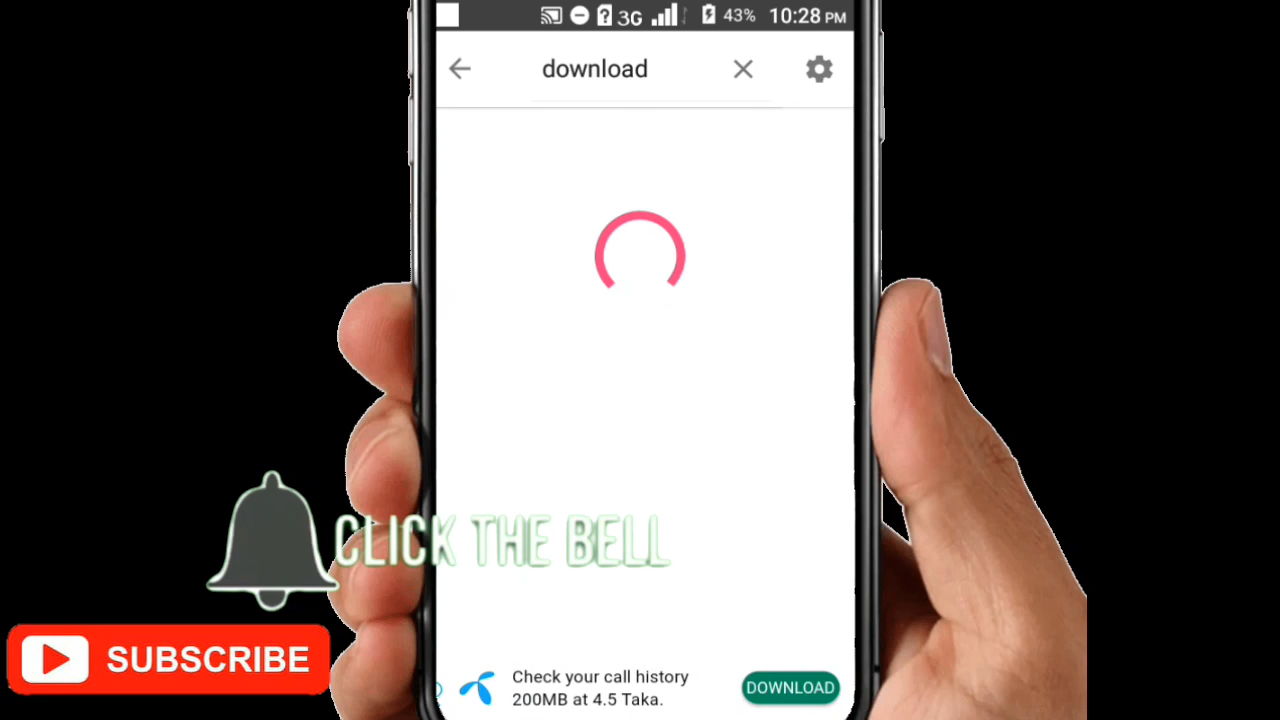 3G 43% 10:28 PM
download
CLICK THE BELL
SUBSCRIBE
Check your call history
200MB at 4.5 Taka.
DOWNLOAD